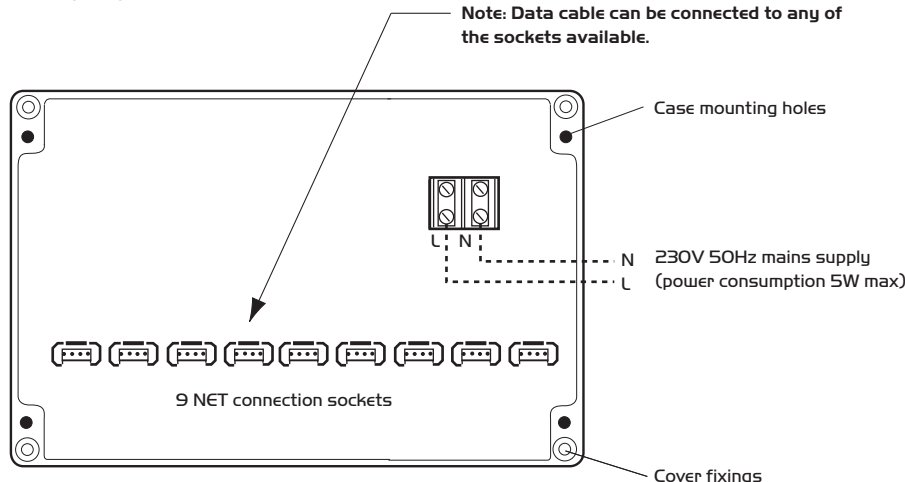 Note: Data cable can be connected to any of
the sockets available.
Case mounting holes
L N
N 230V 50Hz mains supply
L (power consumption 5W max)
9 NET connection sockets
Cover fixings